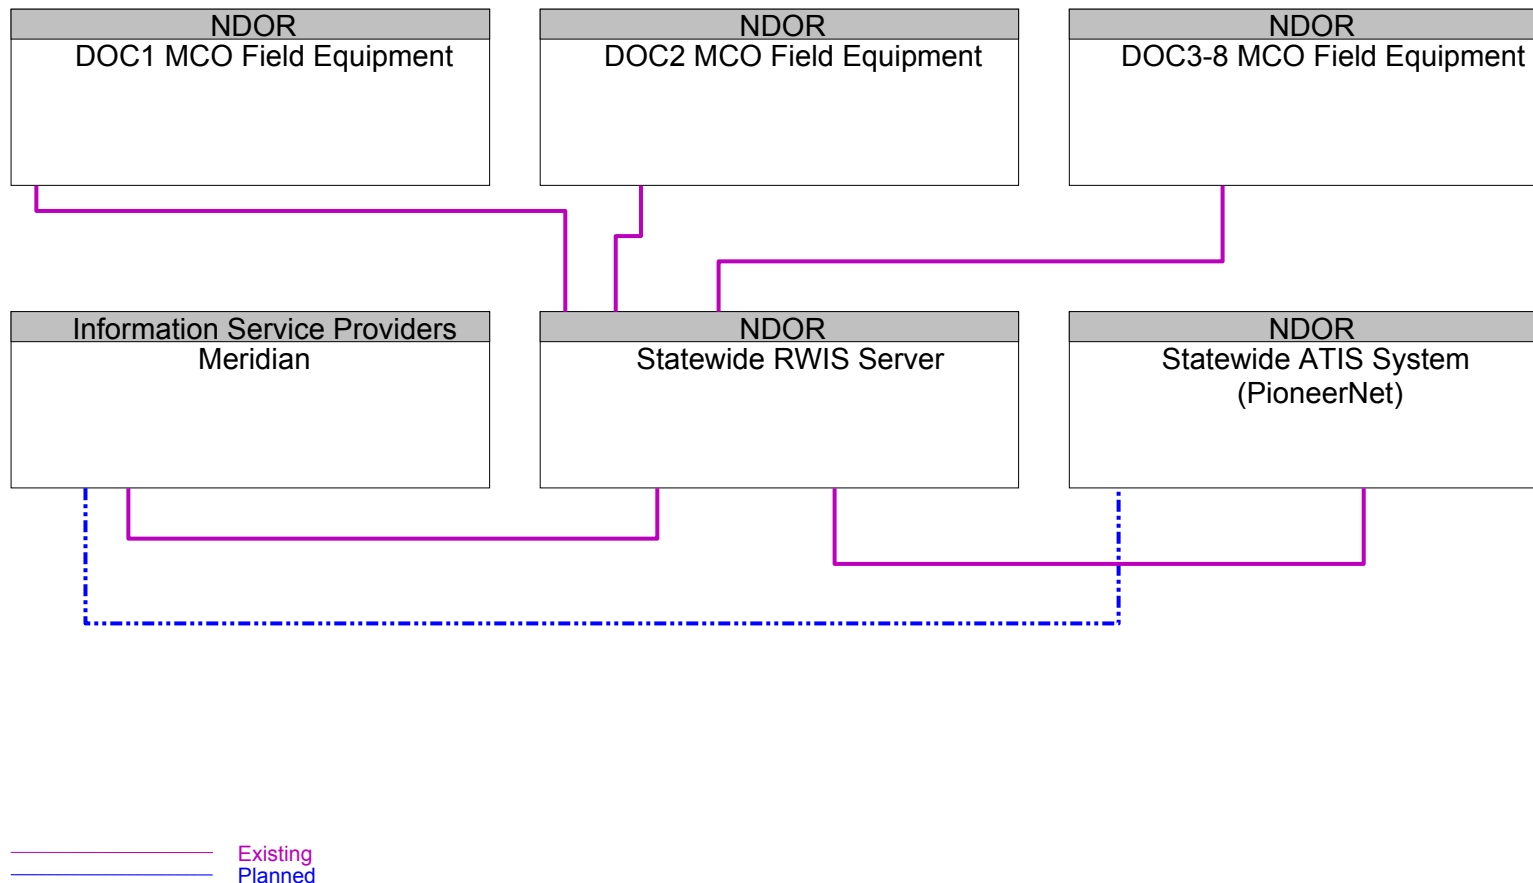 NDOR
DOC1 MCO Field Equipment
NDOR
DOC2 MCO Field Equipment
NDOR
DOC3-8 MCO Field Equipment
Information Service Providers
Meridian
NDOR
Statewide RWIS Server
NDOR
Statewide ATIS System
(PioneerNet)
Existing
Planned